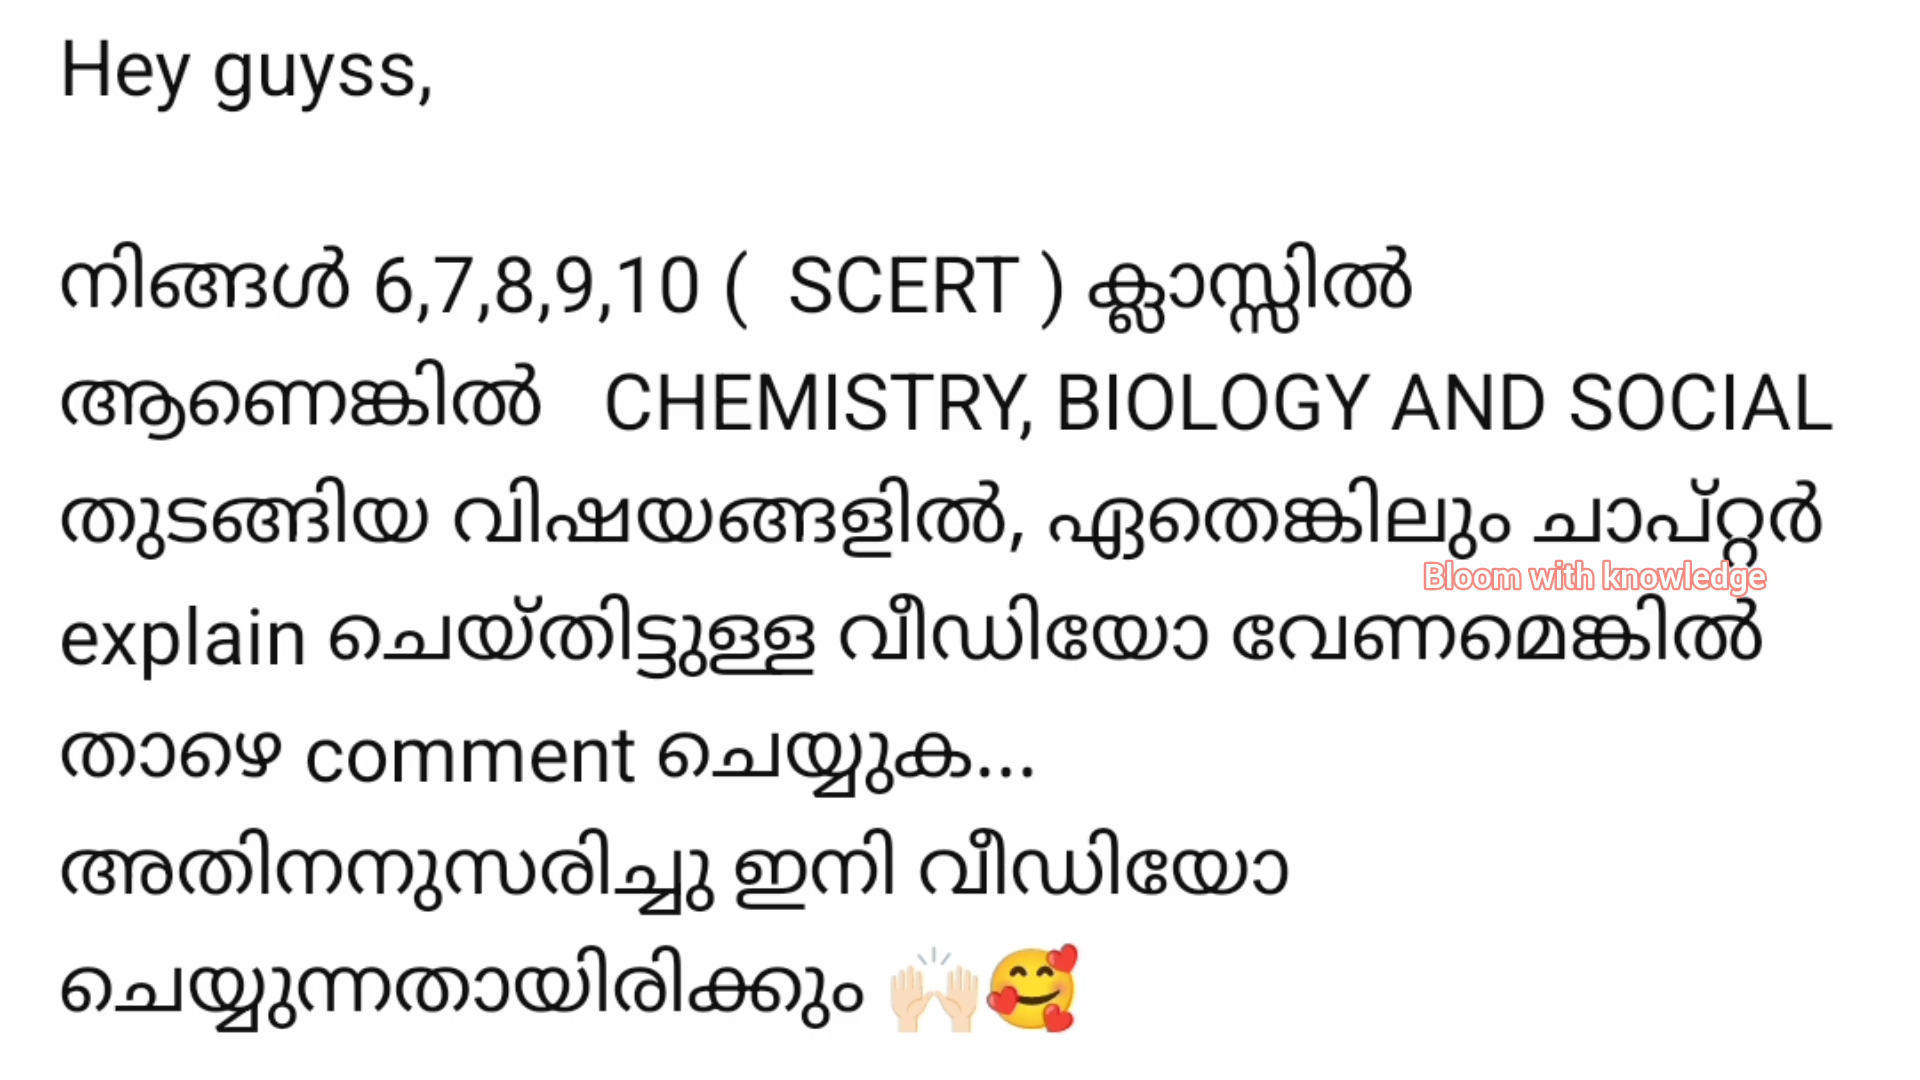 Hey guyss,
നിങ്ങൾ 6,7,8,9,10 (  SCERT ) ക്ലാസ്സിൽ
ആണെങ്കിൽ   CHEMISTRY, BIOLOGY AND SOCIAL
തുടങ്ങിയ വിഷയങ്ങളിൽ, ഏതെങ്കിലും ചാപ്റ്റർ
Bloom with knowledge
explain ചെയ്തിട്ടുള്ള വീഡിയോ വേണമെങ്കിൽ
താഴെ comment ചെയ്യുക...
അതിനനുസരിച്ചു ഇനി വീഡിയോ
ചെയ്യുന്നതായിരിക്കും 🙌🏻🥰